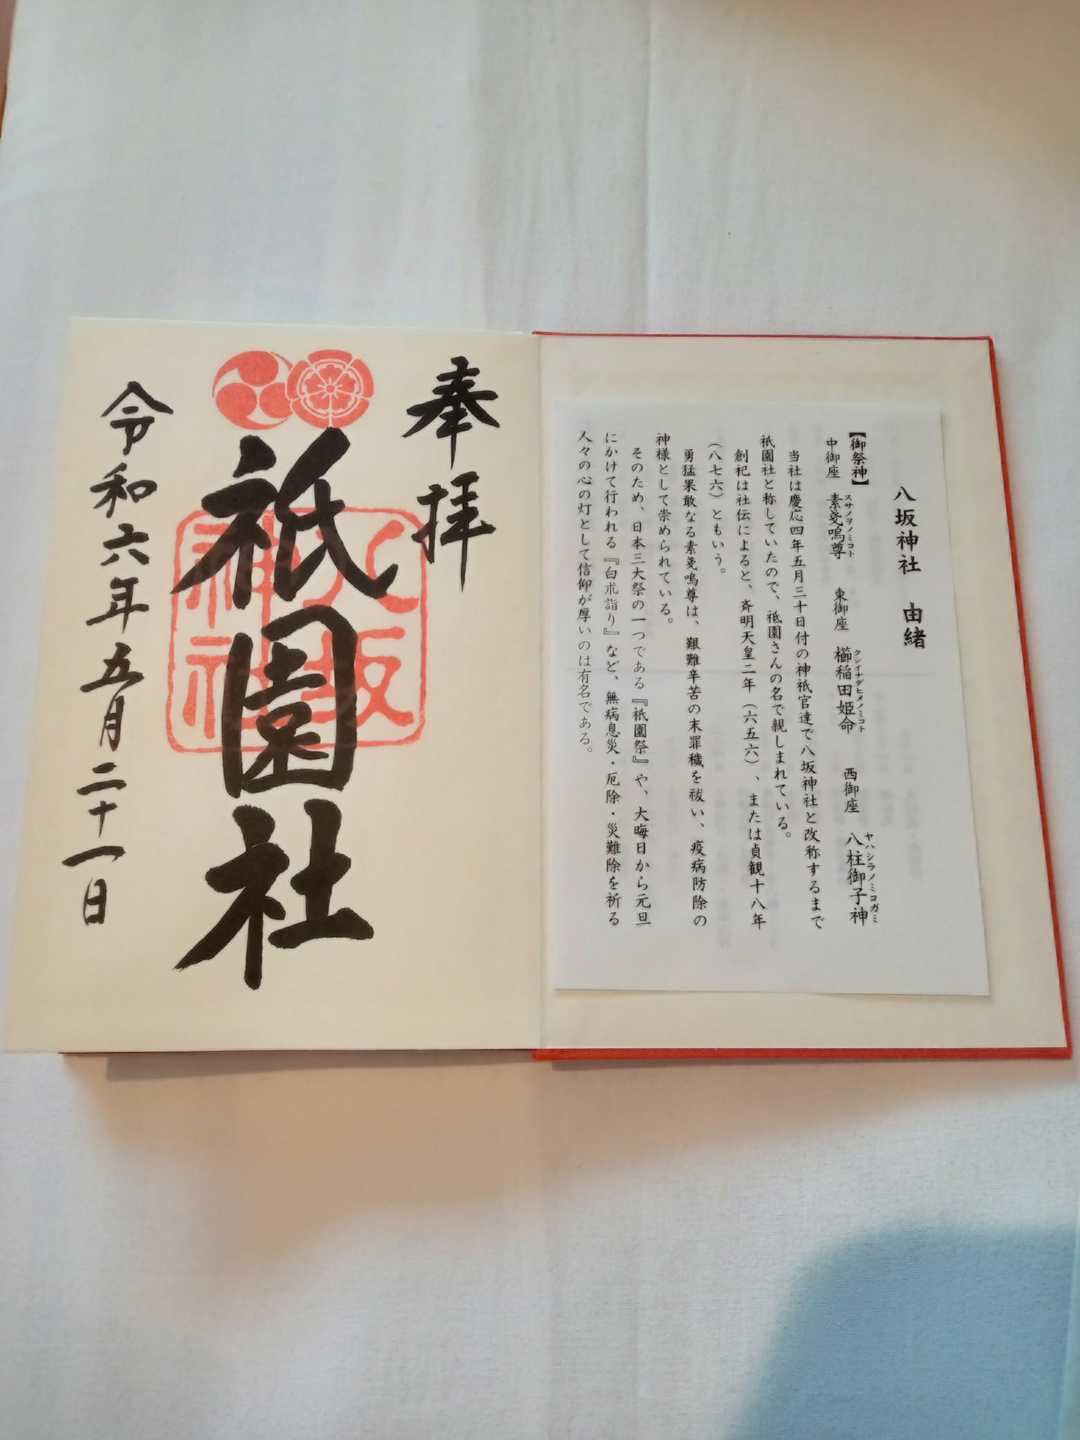 八坂神社　由緒
【御祭神】
中御座　素戔嗚尊　東御座　櫛稲田姫命　西御座　八柱御子神
スサノヲノミコト　クシイナダヒメノミコト　ヤハシラノミコガミ
当社は慶応四年五月三十日付の神祇官達で八坂神社と改称するまで
祇園社と称していたので、祇園さんの名で親しまれている。
創祀は社伝によると、斉明天皇二年（六五六）、または貞観十八年
（八七六）ともいう。
勇猛果敢なる素戔嗚尊は、艱難辛苦の末罪穢を祓い、疫病防除の
神様として崇められている。
そのため、日本三大祭の一つである『祇園祭』や、大晦日から元旦
にかけて行われる『白朮詣り』など、無病息災・厄除・災難除を祈る
人々の心の灯として信仰が厚いのは有名である。
奉拝
祇園社
八坂
神社
令和六年五月二十一日